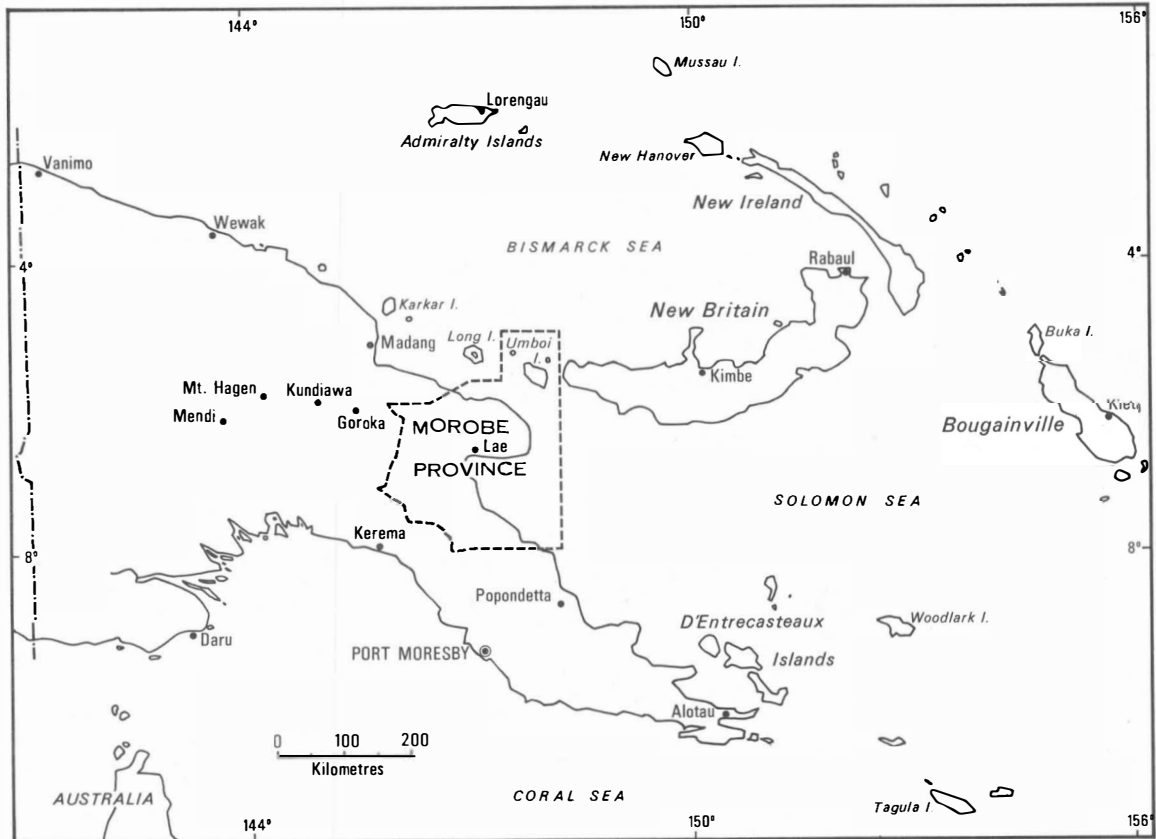 144°
150°
156°
Mussau I.
Lorengau
Admiralty Islands
New Hanover
Vanimo
New Ireland
Wewak
BISMARCK SEA
Rabaul
4°
4°
Karkar I.
New Britain
Long I.
Umboi
I.
Buka I.
Madang
Kimbe
Mt. Hagen
Kundiawa
Mendi
Goroka
MOROBE
Bougainville
Lae
PROVINCE
SOLOMON SEA
Kerema
8°
8°
Popondetta
D'Entrecasteaux
Woodlark I.
Daru
PORT MORESBY
Islands
Alotau
0 100 200
Kilometres
AUSTRALIA
CORAL SEA
Tagula I.
144°
150°
156°